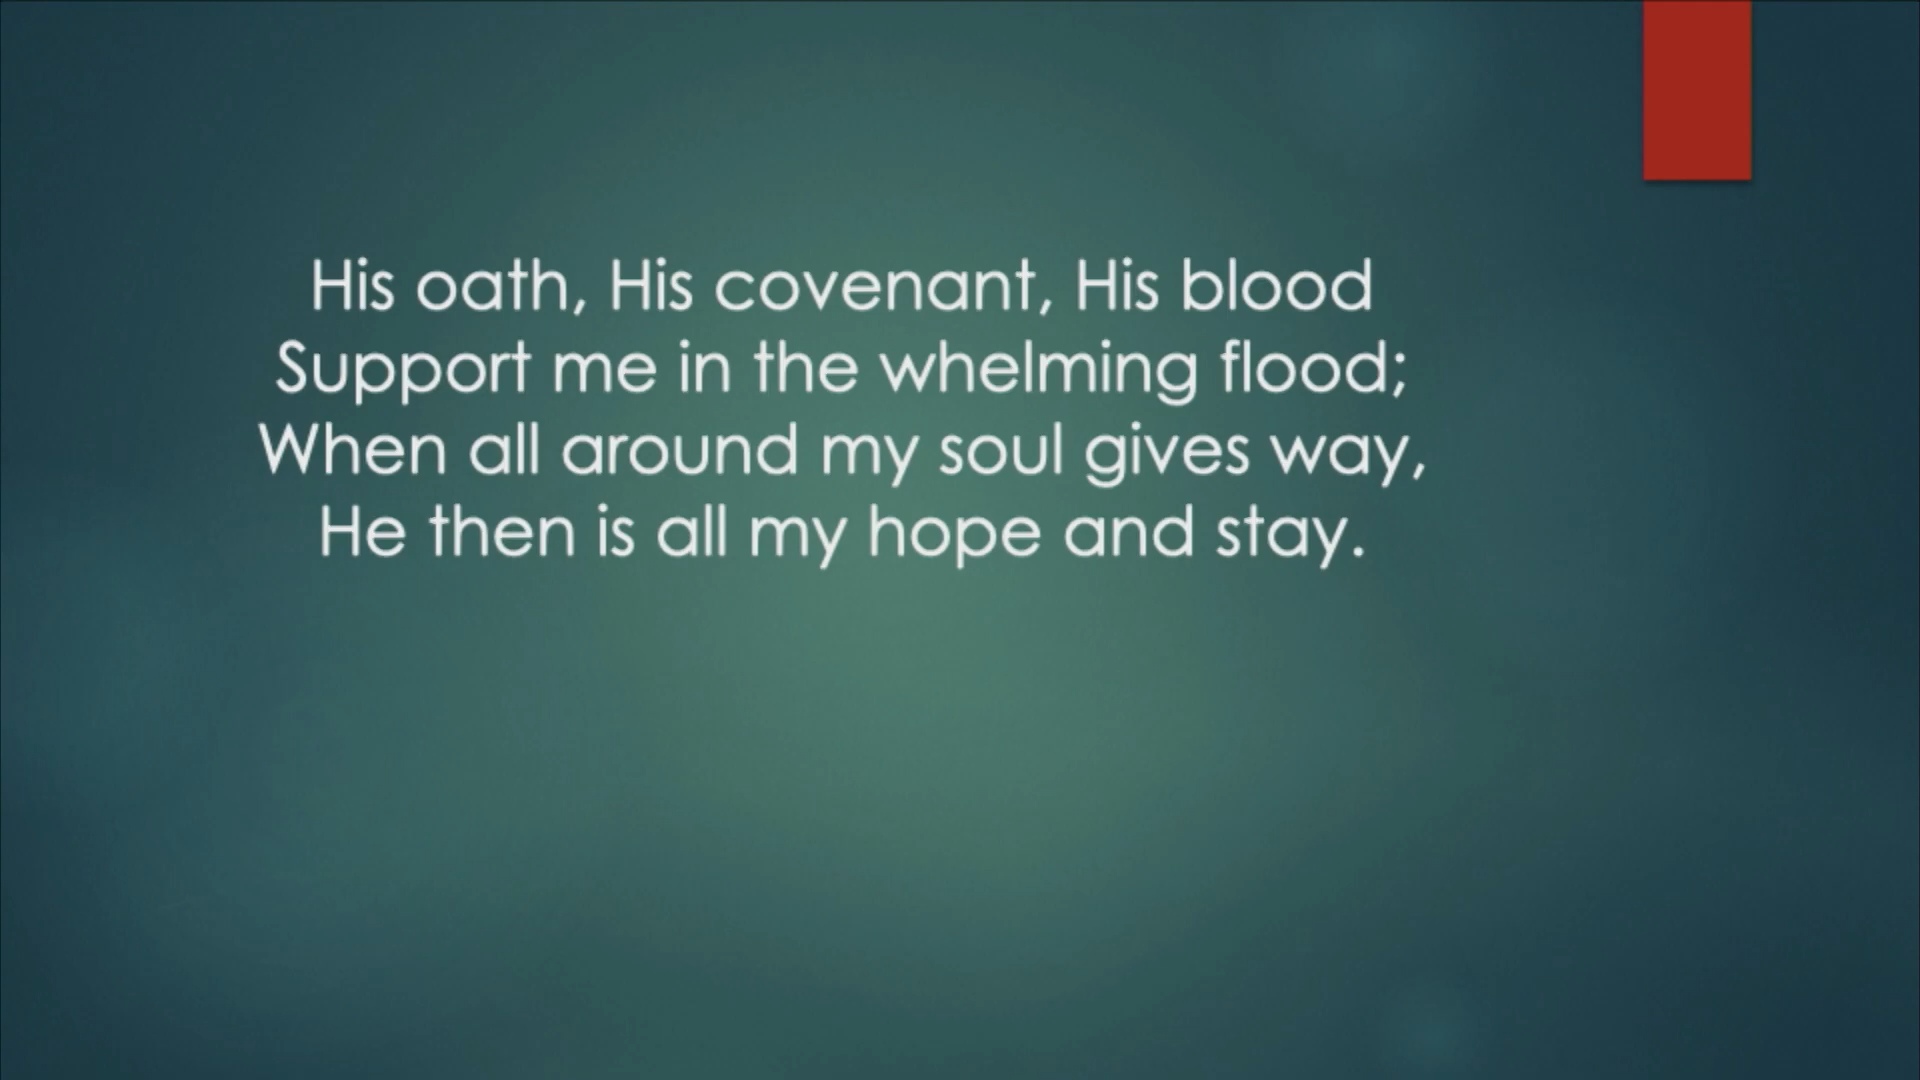 His oath, His covenant, His blood
Support me in the whelming flood;
When all around my soul gives way,
He then is all my hope and stay.